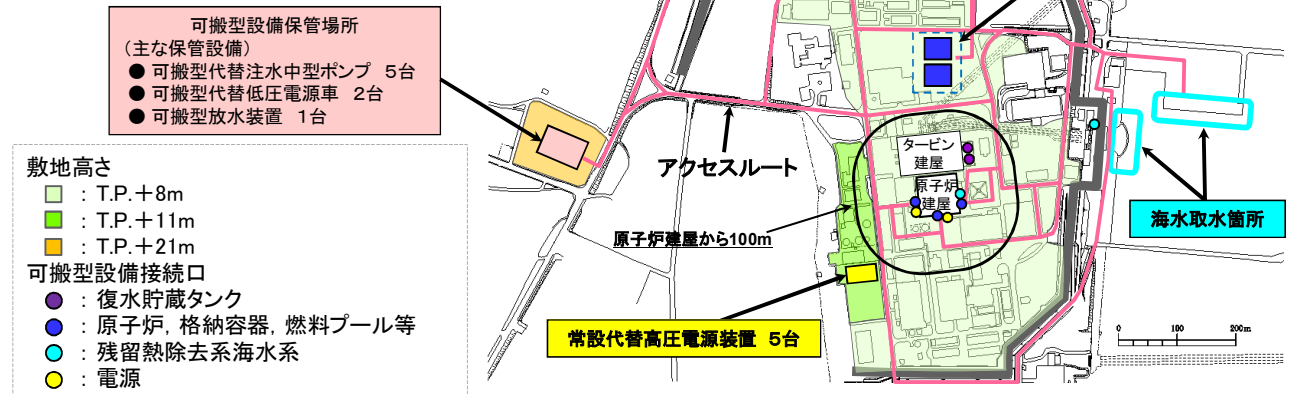 可搬型設備保管場所
(主な保管設備)
● 可搬型代替注水中型ポンプ 5台
● 可搬型代替低圧電源車 2台
● 可搬型放水装置 1台
敷地高さ
: T.P.+8m
: T.P.+11m
: T.P.+21m
可搬型設備接続口
: 復水貯蔵タンク
: 原子炉, 格納容器, 燃料プール等
: 残留熱除去系海水系
: 電源
アクセスルート
タービン
建屋
原子炉
建屋
原子炉建屋から100m
海水取水箇所
常設代替高圧電源装置 5台
0 100 200m